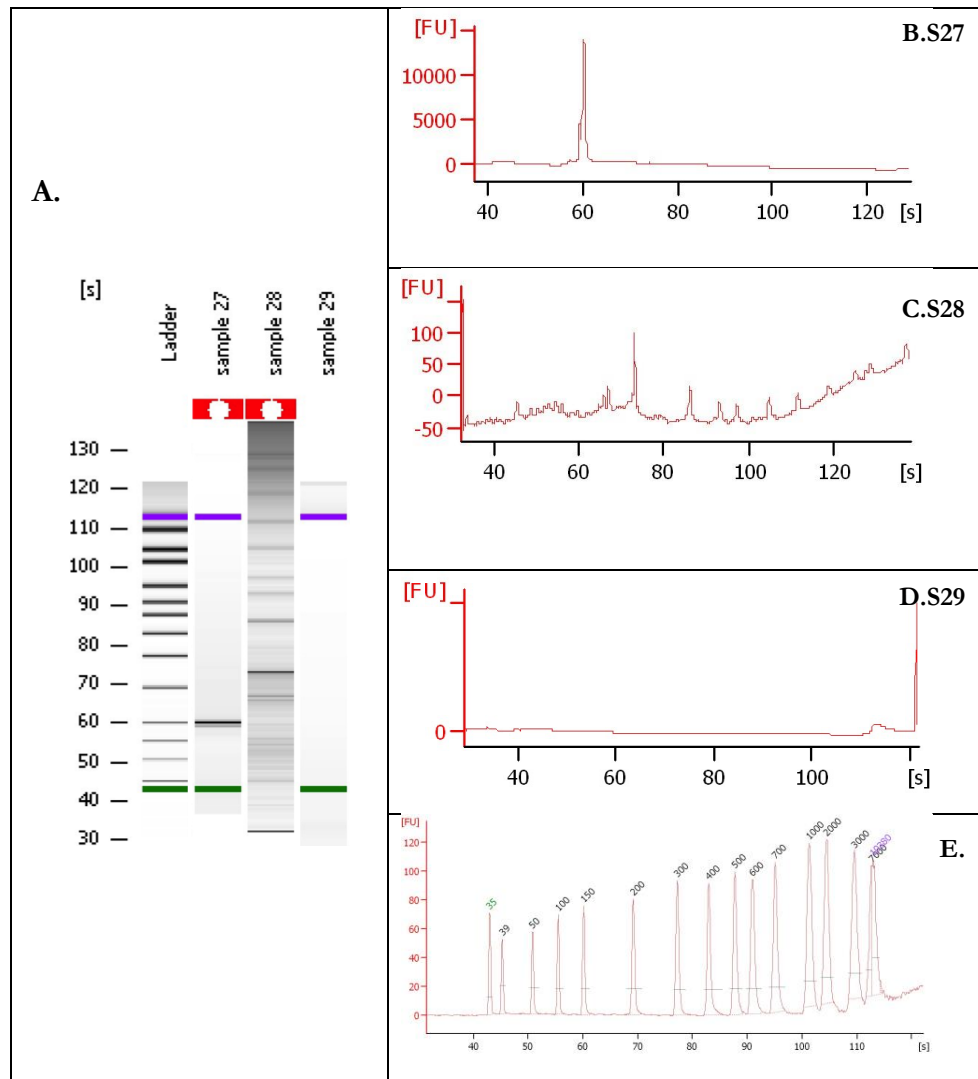 A.
[s]
Ladder
sample 27
sample 28
sample 29
130
120
110
100
90
80
70
60
50
40
30
B.S27
[FU]
10000
5000
0
40 60 80 100 120 [s]
C.S28
[FU]
100
50
0
-50
40 60 80 100 120 [s]
D.S29
[FU]
0
40 60 80 100 [s]
E.
[FU]
120
100
80
60
40
20
0
35 39 50 100 150 200 300 400 500 600 700 1000 2000 3000 7000
40 50 60 70 80 90 100 110 [s]